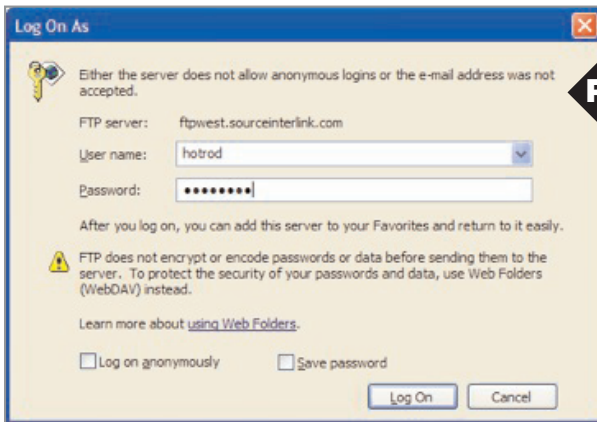 Log On As
Either the server does not allow anonymous logins or the e-mail address was not
accepted.
FTP server: ftpwest.sourceinterlink.com
User name: hotrod
Password: ••••••••
After you log on, you can add this server to your Favorites and return to it easily.
FTP does not encrypt or encode passwords or data before sending them to the
server. To protect the security of your passwords and data, use Web Folders
(WebDAV) instead.
Learn more about using Web Folders.
Log on anonymously Save password
Log On Cancel